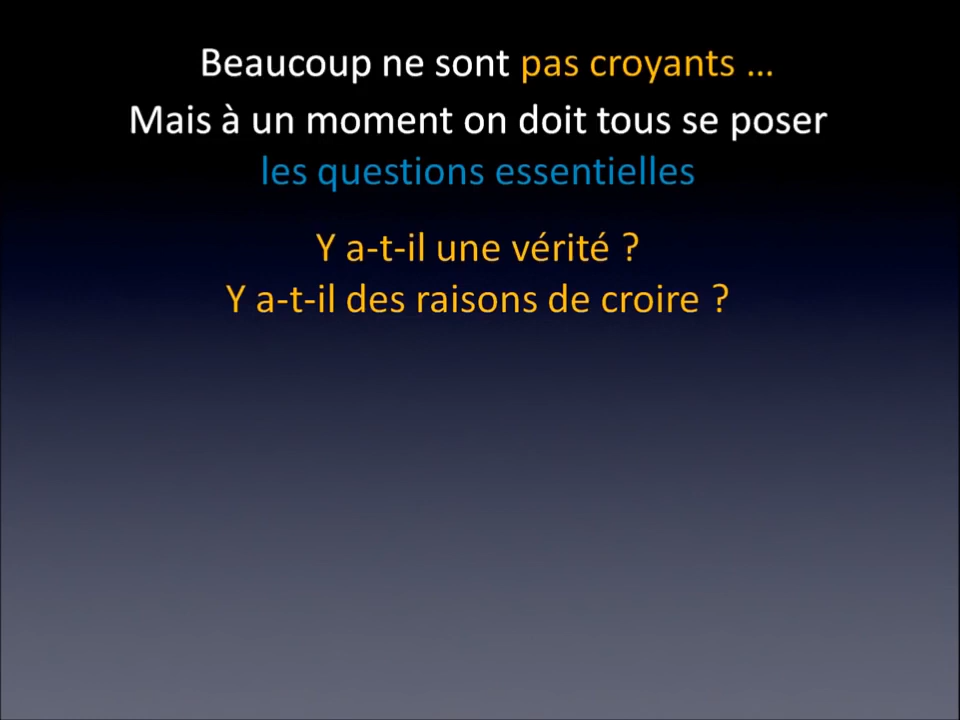 Beaucoup ne sont pas croyants ...
Mais à un moment on doit tous se poser
les questions essentielles
Y a-t-il une vérité ?
Y a-t-il des raisons de croire ?